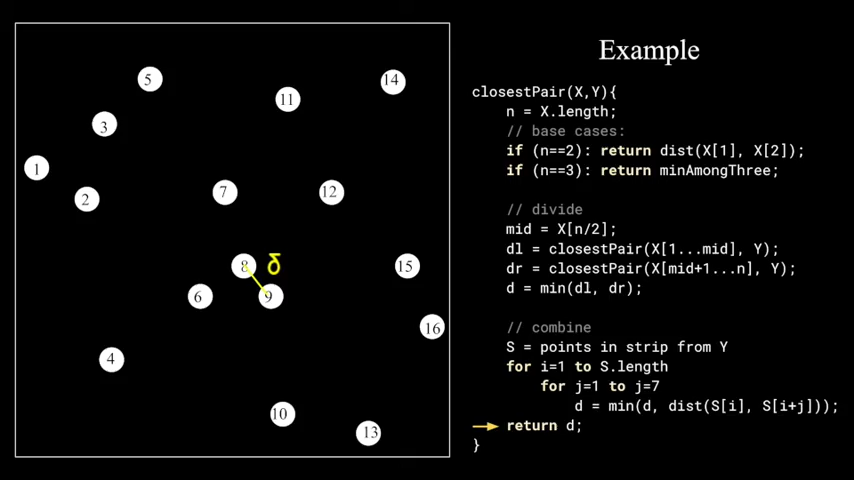 Example
closestPair(X,Y){
n = X.length;
// base cases:
if (n==2): return dist(X[1], X[2]);
if (n==3): return minAmongThree;
// divide
mid = X[n/2];
dl = closestPair(X[1...mid], Y);
dr = closestPair(X[mid+1...n], Y);
d = min(dl, dr);
// combine
S = points in strip from Y
for i=1 to S.length
for j=1 to j=7
d = min(d, dist(S[i], S[i+j]));
return d;
}
5
14
11
3
1
2
7
12
8 δ
15
6
9
16
4
10
13